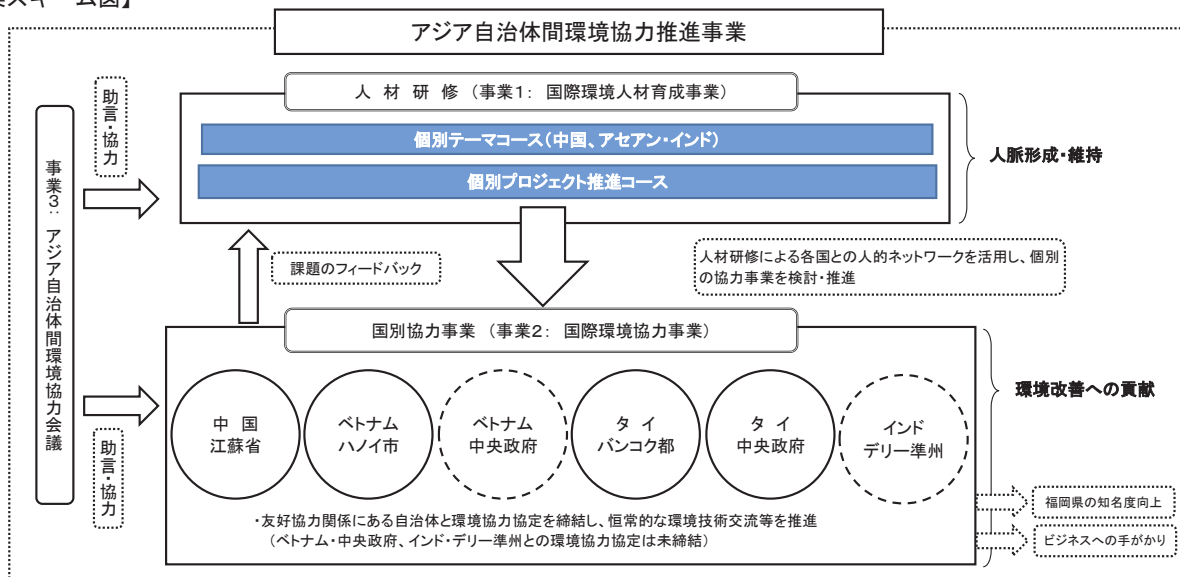 スキーム図】
アジア自治体間環境協力推進事業
人 材 研 修 (事業1: 国際環境人材育成事業)
助言・協力
個別テーマコース(中国、アセアン・インド)
個別プロジェクト推進コース
人脈形成・維持
事業3: アジア自治体間環境協力会議
課題のフィードバック
人材研修による各国との人的ネットワークを活用し、個別
の協力事業を検討・推進
国別協力事業 (事業2: 国際環境協力事業)
中 国
江蘇省
ベトナム
ハノイ市
ベトナム
中央政府
タ イ
バンコク都
タ イ
中央政府
インド
デリー準州
環境改善への貢献
助言・協力
・友好協力関係にある自治体と環境協力協定を締結し、恒常的な環境技術交流等を推進
(ベトナム・中央政府、インド・デリー準州との環境協力協定は未締結)
福岡県の知名度向上
ビジネスへの手がかり